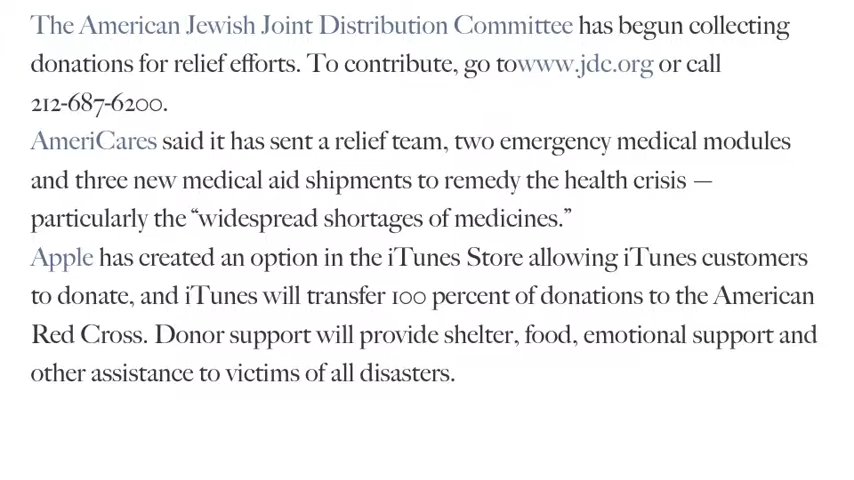 The American Jewish Joint Distribution Committee has begun collecting
donations for relief efforts. To contribute, go towww.jdc.org or call
212-687-6200.
AmeriCares said it has sent a relief team, two emergency medical modules
and three new medical aid shipments to remedy the health crisis —
particularly the “widespread shortages of medicines.”
Apple has created an option in the iTunes Store allowing iTunes customers
to donate, and iTunes will transfer 100 percent of donations to the American
Red Cross. Donor support will provide shelter, food, emotional support and
other assistance to victims of all disasters.